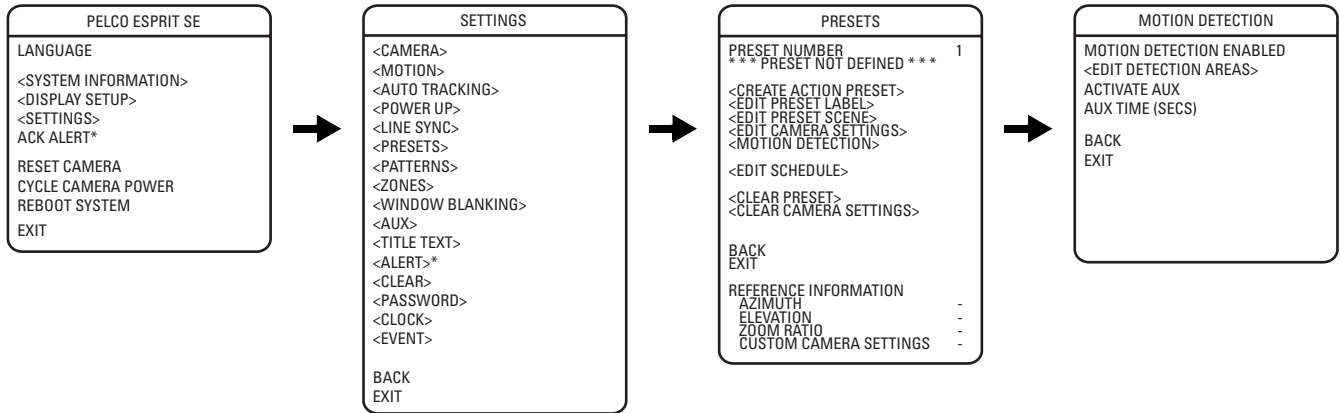 PELCO ESPRIT SE
LANGUAGE
<SYSTEM INFORMATION>
<DISPLAY SETUP>
<SETTINGS>
ACK ALERT*
RESET CAMERA
CYCLE CAMERA POWER
REBOOT SYSTEM
EXIT
SETTINGS
<CAMERA>
<MOTION>
<AUTO TRACKING>
<POWER UP>
<LINE SYNC>
<PRESETS>
<PATTERNS>
<ZONES>
<WINDOW BLANKING>
<AUX>
<TITLE TEXT>
<ALERT>*
<CLEAR>
<PASSWORD>
<CLOCK>
<EVENT>
BACK
EXIT
PRESETS
PRESET NUMBER 1
* * * PRESET NOT DEFINED * * *
<CREATE ACTION PRESET>
<EDIT PRESET LABEL>
<EDIT PRESET SCENE>
<EDIT CAMERA SETTINGS>
<MOTION DETECTION>
<EDIT SCHEDULE>
<CLEAR PRESET>
<CLEAR CAMERA SETTINGS>
BACK
EXIT
REFERENCE INFORMATION
AZIMUTH -
ELEVATION -
ZOOM RATIO -
CUSTOM CAMERA SETTINGS -
MOTION DETECTION
MOTION DETECTION ENABLED
<EDIT DETECTION AREAS>
ACTIVATE AUX
AUX TIME (SECS)
BACK
EXIT